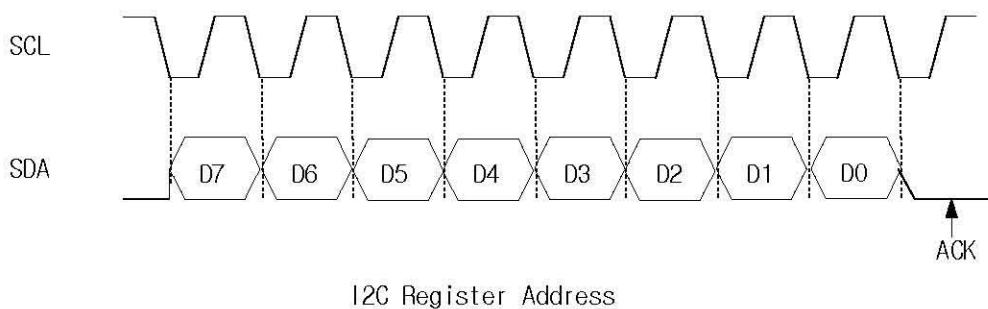 SCL
SDA D7 D6 D5 D4 D3 D2 D1 D0
ACK
I2C Register Address